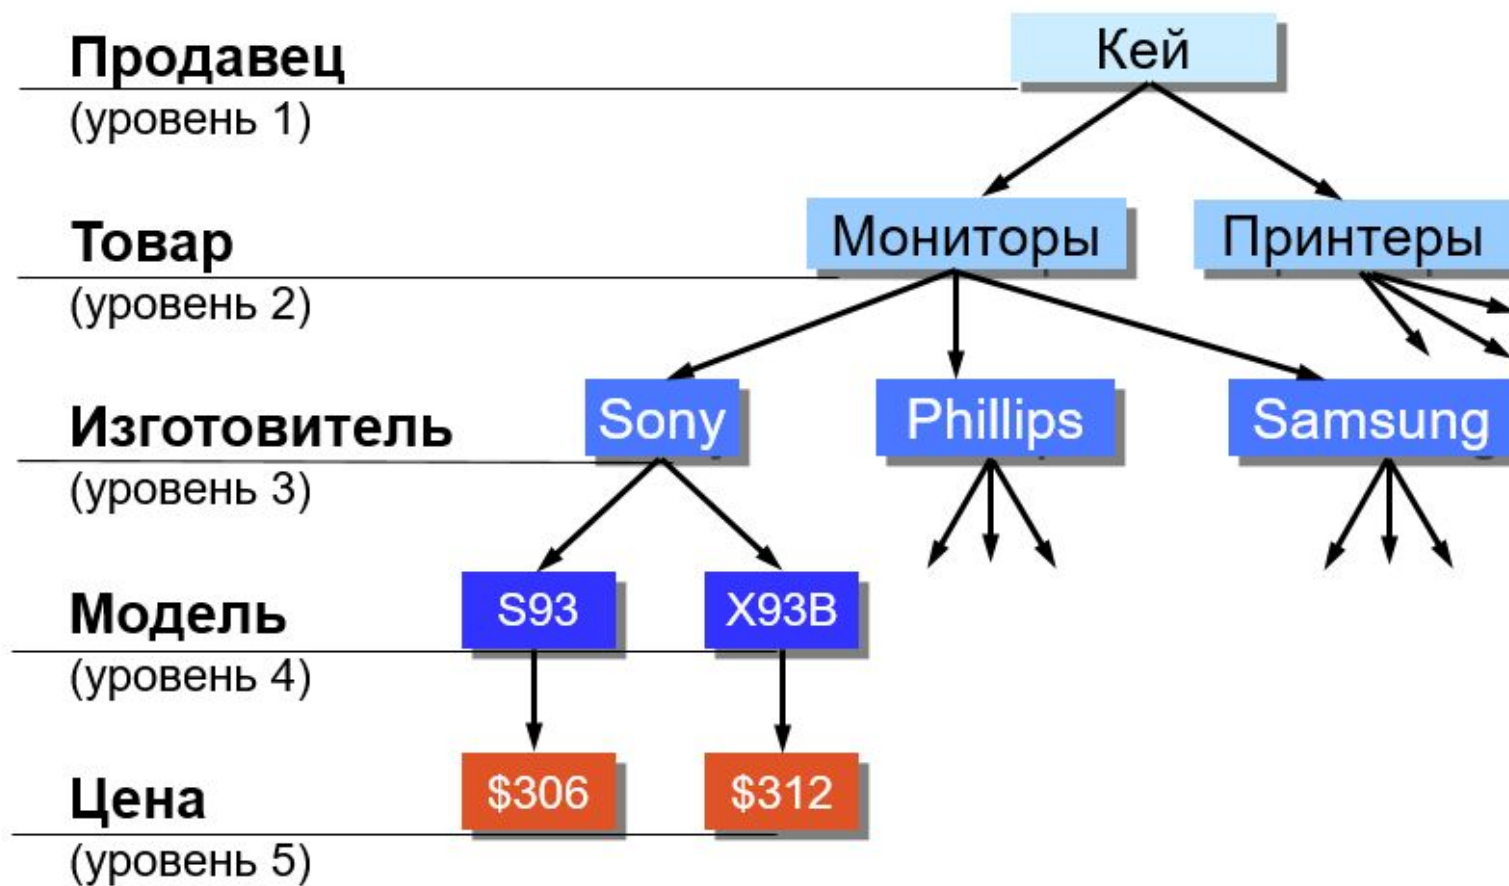 Продавец
(уровень 1)
Кей
Товар
(уровень 2)
Мониторы
Принтеры
Изготовитель
(уровень 3)
Sony
Phillips
Samsung
Модель
(уровень 4)
S93
X93B
Цена
(уровень 5)
$306
$312